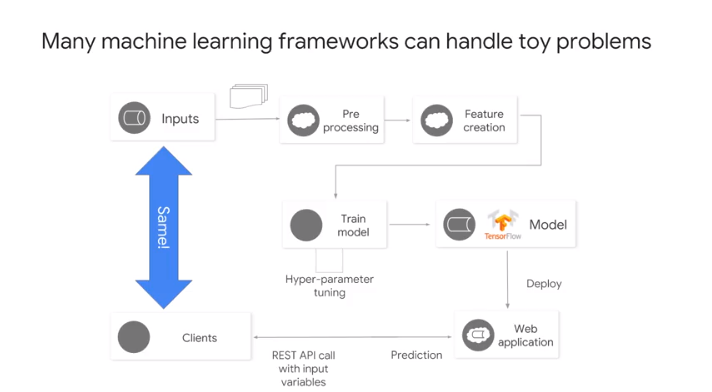 Many machine learning frameworks can handle toy problems
Inputs
Pre
processing
Feature
creation
Same!
Train
model
TensorFlow
Model
Hyper-parameter
tuning
Deploy
Clients
Web
application
REST API call
with input
variables
Prediction